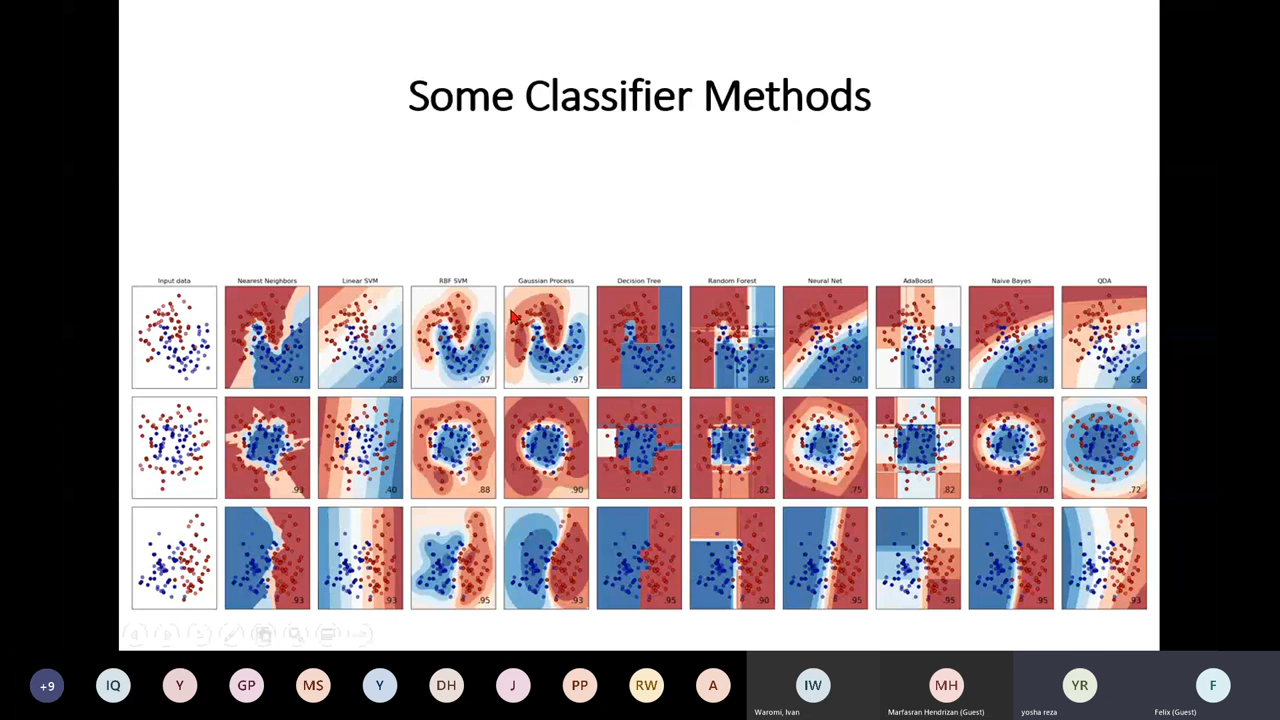 Some Classifier Methods
Input data Nearest Neighbors Linear SVM RBF SVM Gaussian Process Decision Tree Random Forest Neural Net AdaBoost Naive Bayes QDA
.97 .88 .97 .97 .95 .95 .90 .93 .88 .85
.93 .40 .88 .90 .78 .82 .75 .82 .70 .72
.93 .93 .95 .93 .95 .90 .95 .95 .95 .93
+9 IQ Y GP MS Y DH J PP RW A IW MH YR F
Waromi, Ivan Marfasran Hendrizan (Guest) yosha reza Felix (Guest)